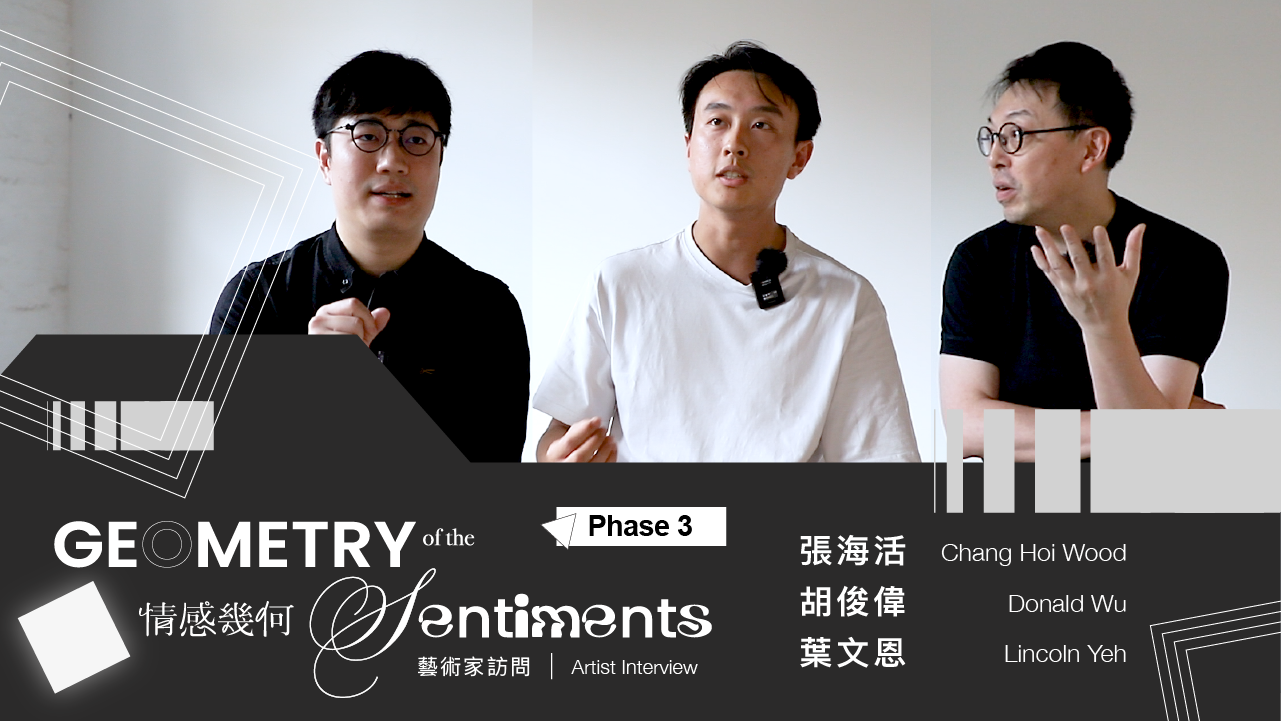 GEOMETRY of the
Phase 3
情感幾何 Sentiments
藝術家訪問 | Artist Interview
張海活 Chang Hoi Wood
胡俊偉 Donald Wu
葉文恩 Lincoln Yeh